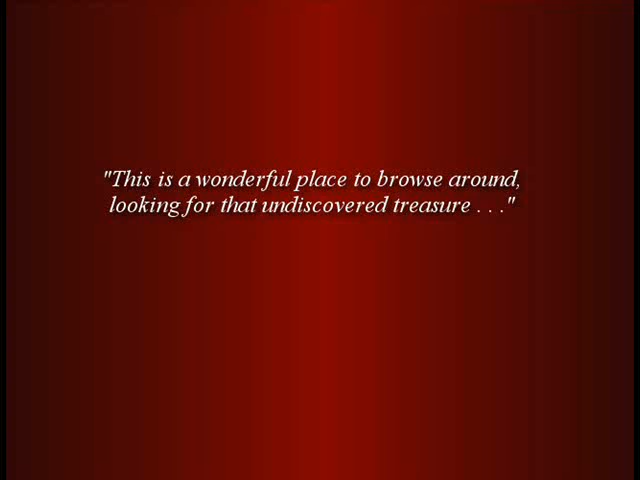 "This is a wonderful place to browse around,
looking for that undiscovered treasure . . ."